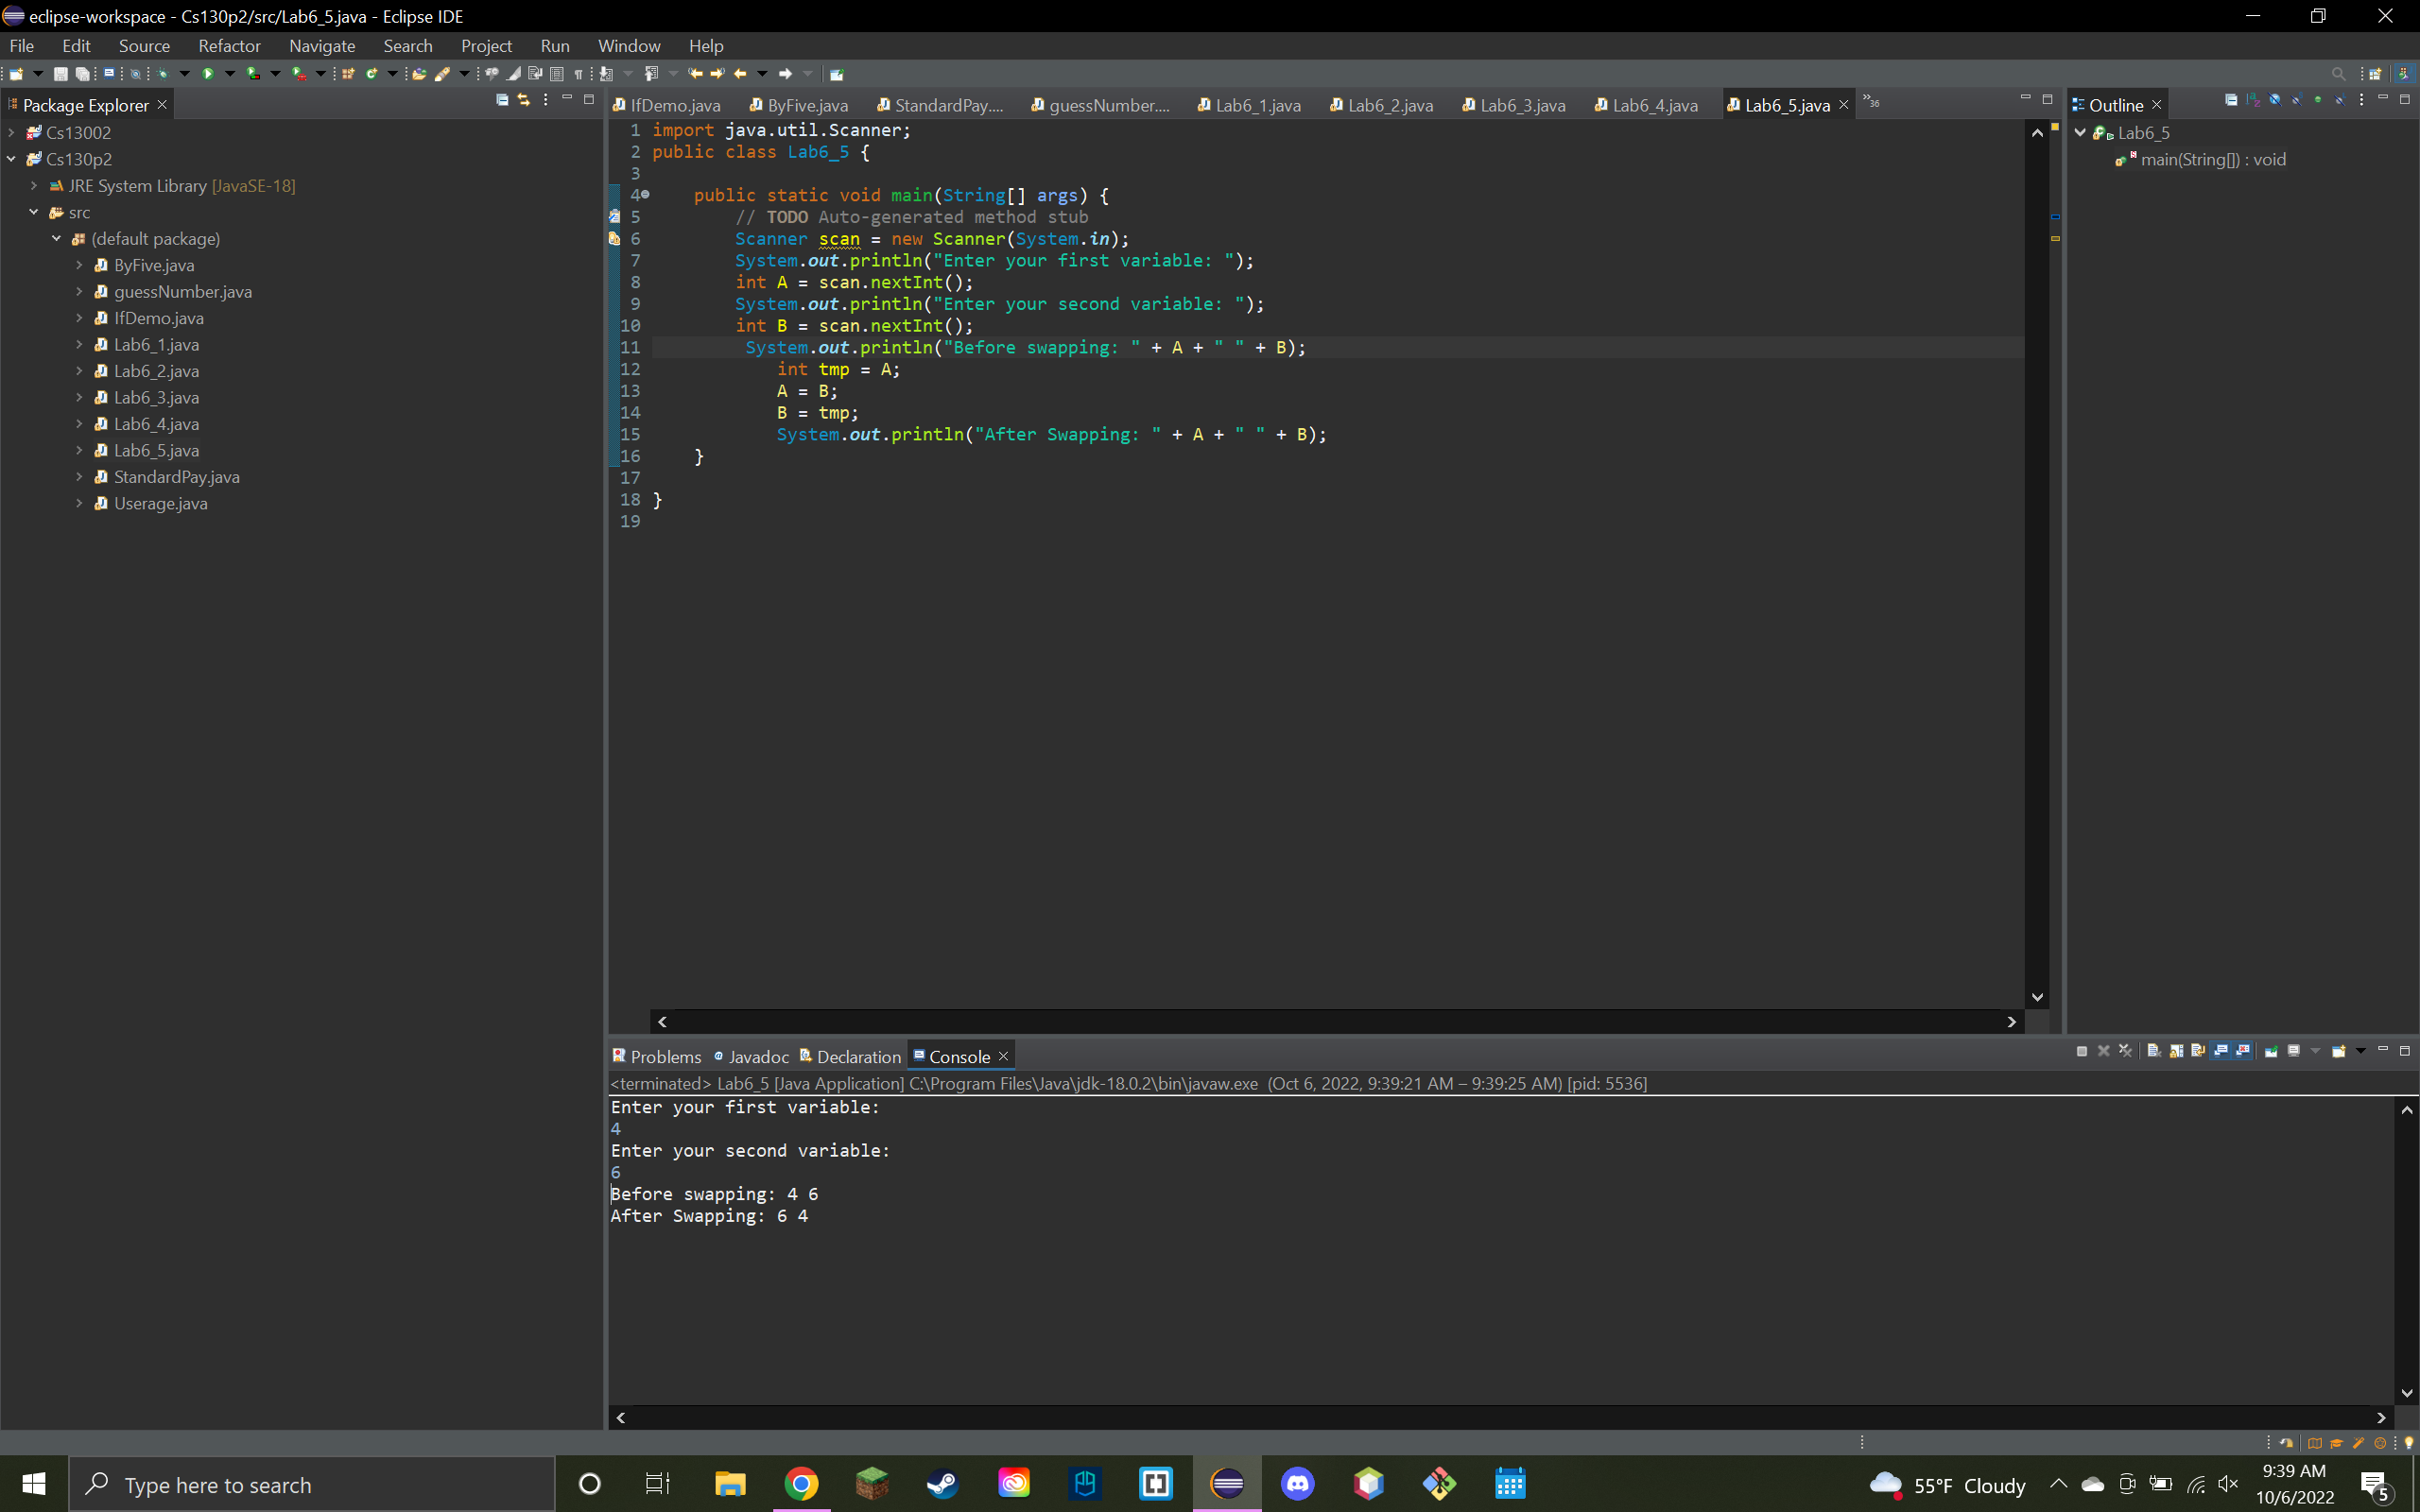 eclipse-workspace - Cs130p2/src/Lab6_5.java - Eclipse IDE
File Edit Source Refactor Navigate Search Project Run Window Help
Package Explorer
Cs13002
Cs130p2
JRE System Library [JavaSE-18]
src
(default package)
ByFive.java
guessNumber.java
IfDemo.java
Lab6_1.java
Lab6_2.java
Lab6_3.java
Lab6_4.java
Lab6_5.java
StandardPay.java
Userage.java
IfDemo.java ByFive.java StandardPay.... guessNumber.... Lab6_1.java Lab6_2.java Lab6_3.java Lab6_4.java Lab6_5.java »36
1 import java.util.Scanner;
2 public class Lab6_5 {
3
4 public static void main(String[] args) {
5 // TODO Auto-generated method stub
6 Scanner scan = new Scanner(System.in);
7 System.out.println("Enter your first variable: ");
8 int A = scan.nextInt();
9 System.out.println("Enter your second variable: ");
10 int B = scan.nextInt();
11 System.out.println("Before swapping: " + A + " " + B);
12 int tmp = A;
13 A = B;
14 B = tmp;
15 System.out.println("After Swapping: " + A + " " + B);
16 }
17
18 }
19
Outline
Lab6_5
main(String[]) : void
Problems Javadoc Declaration Console
<terminated> Lab6_5 [Java Application] C:\Program Files\Java\jdk-18.0.2\bin\javaw.exe (Oct 6, 2022, 9:39:21 AM – 9:39:25 AM) [pid: 5536]
Enter your first variable:
4
Enter your second variable:
6
Before swapping: 4 6
After Swapping: 6 4
Type here to search
55°F Cloudy
9:39 AM
10/6/2022
5